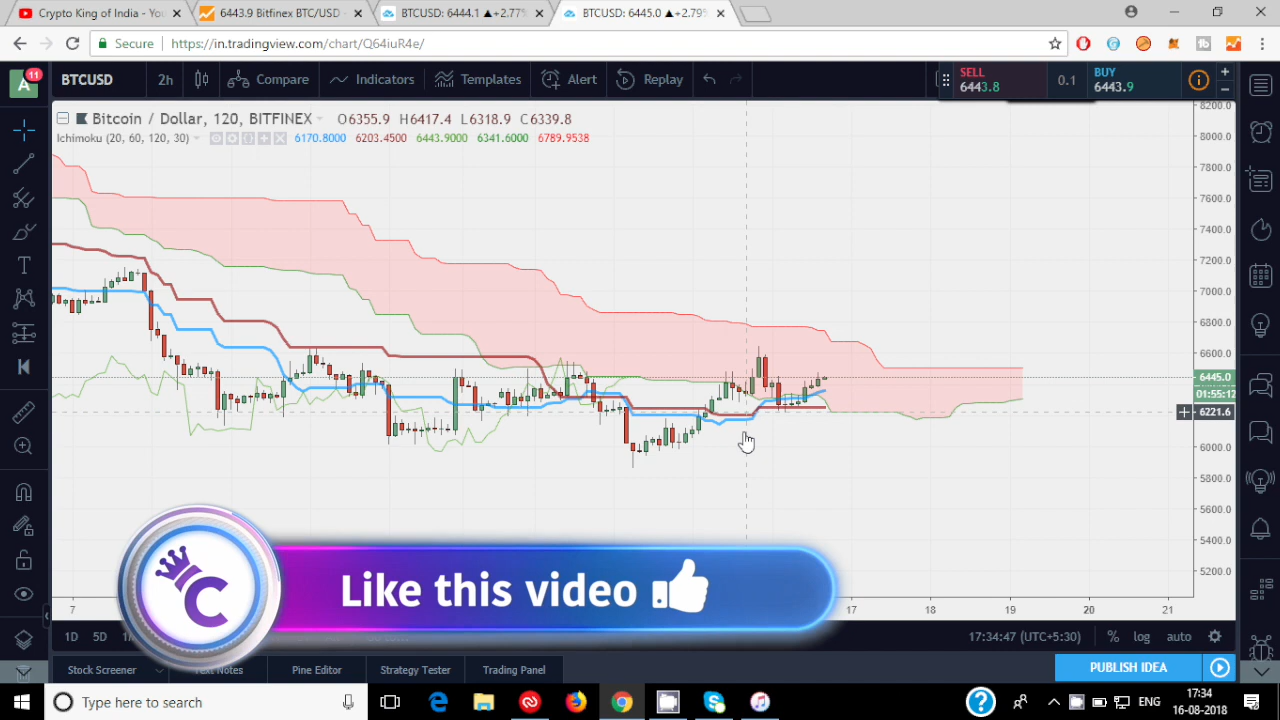 Crypto King of India - You
6443.9 Bitfinex BTC/USD -
BTCUSD: 6444.1 ▲+2.77%
BTCUSD: 6445.0 ▲+2.79%
Secure
https://in.tradingview.com/chart/Q64iuR4e/
A
11
BTCUSD
2h
Compare
Indicators
Templates
Alert
Replay
SELL
6443.8
0.1
BUY
6443.9
Bitcoin / Dollar, 120, BITFINEX
O6355.9 H6417.4 L6318.9 C6339.8
Ichimoku (20, 60, 120, 30)
6170.8000 6203.4500 6443.9000 6341.6000 6789.9538
8200.0
8000.0
7800.0
7600.0
7400.0
7200.0
7000.0
6800.0
6600.0
6445.0
01:55:12
6221.6
6000.0
5800.0
5600.0
5400.0
5200.0
C
Like this video
7
17
18
19
20
21
1D
5D
17:34:47 (UTC+5:30)
%
log
auto
Stock Screener
Text Notes
Pine Editor
Strategy Tester
Trading Panel
PUBLISH IDEA
Type here to search
ENG
17:34
16-08-2018